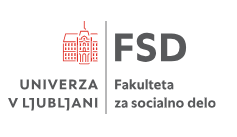 FSD
UNIVERZA
V LJUBLJANI
Fakulteta
za socialno delo